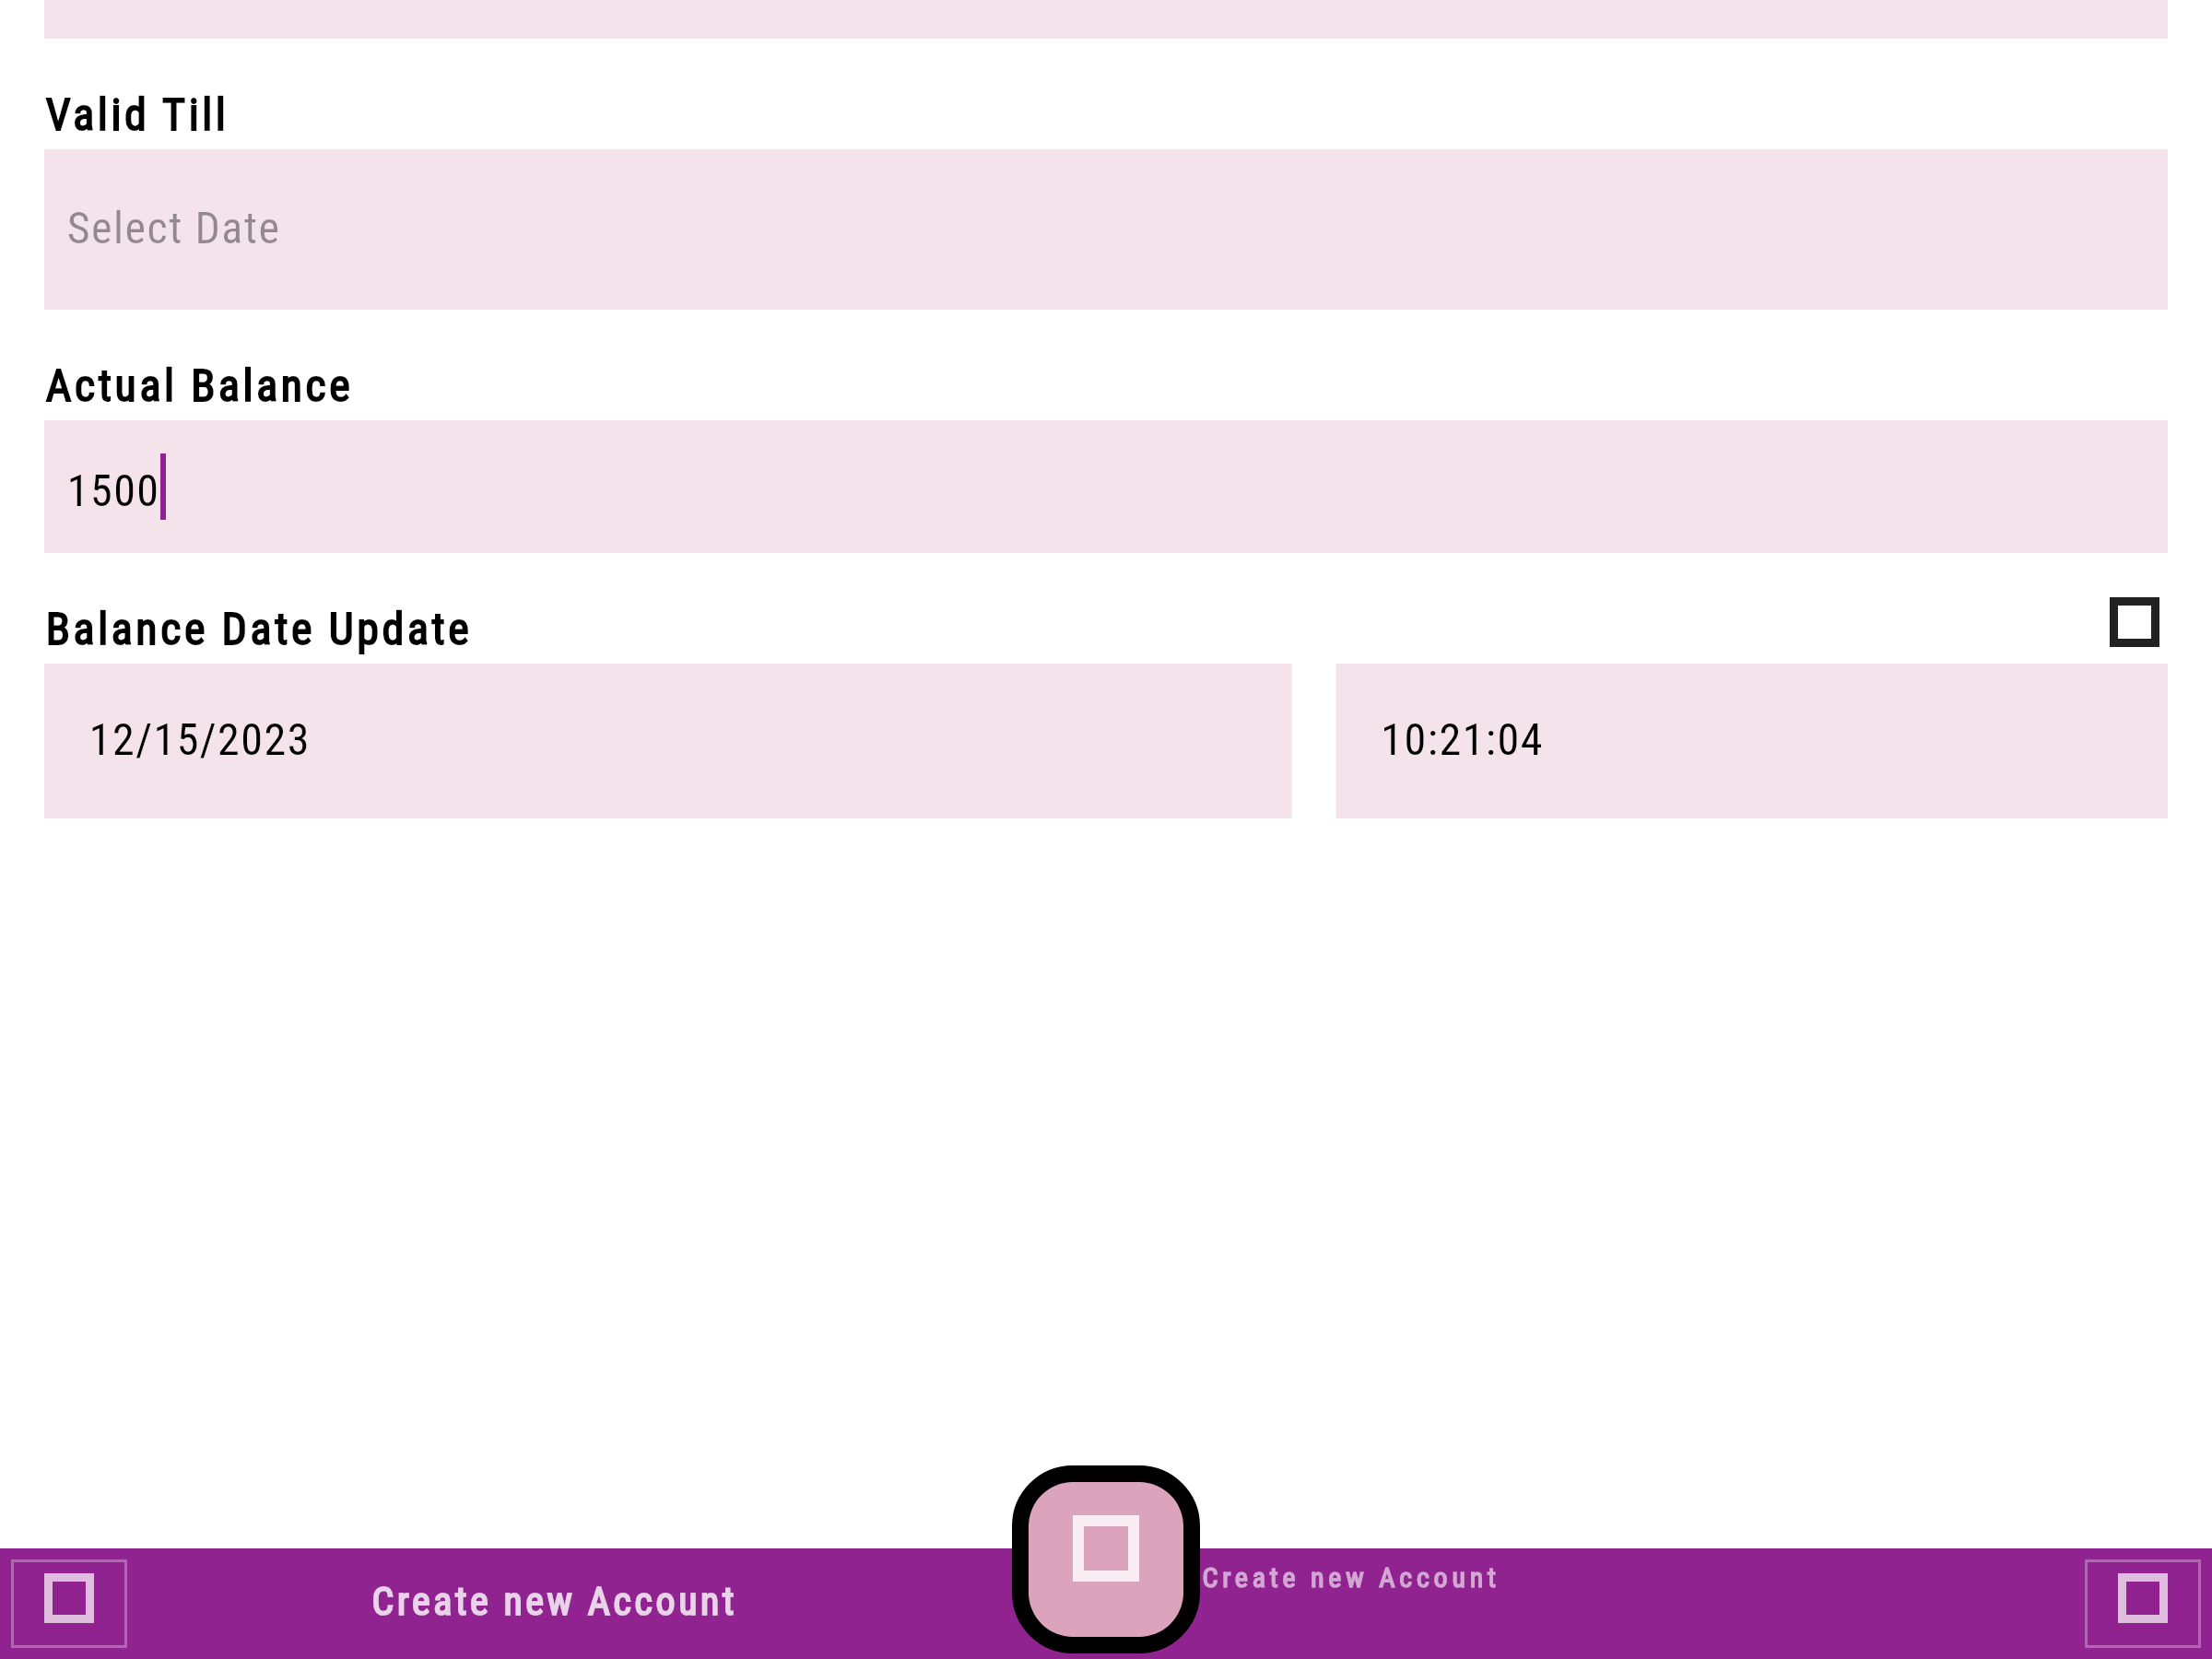 Valid Till
Select Date
Actual Balance
1500
Balance Date Update
12/15/2023
10:21:04
Create new Account
Create new Account